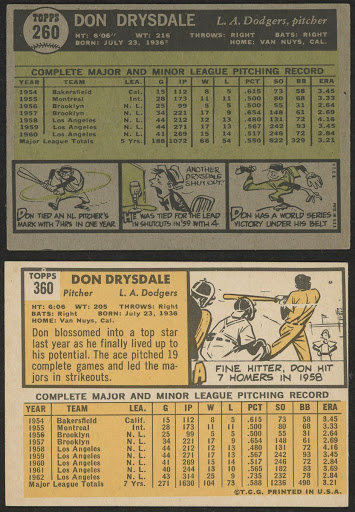 TOPPS
260
DON DRYSDALE
L. A. Dodgers, pitcher
HT: 6'06" WT: 216 THROWS: Right BATS: Right
BORN: JULY 23, 1936 HOME: VAN NUYS, CAL.
COMPLETE MAJOR AND MINOR LEAGUE PITCHING RECORD
YEAR TEAM LEA. G IP W L PCT SO BB ERA
1954 Bakersfield Cal. 15 112 8 5 .615 73 58 3.45
1955 Montreal Int. 28 173 11 11 .500 80 68 3.33
1956 Brooklyn N. L. 25 99 5 5 .500 55 31 2.64
1957 Brooklyn N. L. 34 221 17 9 .654 148 61 2.69
1958 Los Angeles N. L. 44 212 12 13 .480 131 72 4.16
1959 Los Angeles N. L. 44 271 17 13 .567 242 93 3.45
1960 Los Angeles N. L. 41 269 15 14 .517 246 72 2.84
Major League Totals 5 Yrs. 188 1072 66 54 .550 822 329 3.21
ANOTHER DRYSDALE SHUT-OUT
DON TIED AN N.L. PITCHER'S MARK WITH 7 HRS IN ONE YEAR
HE WAS TIED FOR THE LEAD IN SHUTOUTS IN '59 WITH 4
DON HAS A WORLD SERIES VICTORY UNDER HIS BELT
TOPPS
360
DON DRYSDALE
Pitcher L. A. Dodgers
HT: 6:06 WT: 205 THROWS: Right
BATS: Right BORN: July 23, 1936
HOME: Van Nuys, Cal.
Don blossomed into a top star
last year as he finally lived up to
his potential. The ace pitched 19
complete games and led the ma-
jors in strikeouts.
A FINE HITTER, DON HIT
7 HOMERS IN 1958
COMPLETE MAJOR AND MINOR LEAGUE PITCHING RECORD
YEAR TEAM LEA. G IP W L PCT. SO BB ERA
1954 Bakersfield Calif. 15 112 8 5 .615 73 58 3.45
1955 Montreal Int. 28 173 11 11 .500 80 68 3.33
1956 Brooklyn N. L. 25 99 5 5 .500 55 31 2.64
1957 Brooklyn N. L. 34 221 17 9 .654 148 61 2.69
1958 Los Angeles N. L. 44 212 12 13 .480 131 72 4.16
1959 Los Angeles N. L. 44 271 17 13 .567 242 93 3.45
1960 Los Angeles N. L. 41 269 15 14 .517 246 72 2.84
1961 Los Angeles N. L. 40 244 13 10 .565 182 83 3.69
1962 Los Angeles N. L. 43 314 25 9 .735 232 78 2.84
Major League Totals 7 Yrs. 271 1630 104 73 .588 1236 490 3.21
©T.C.G. PRINTED IN U.S.A.